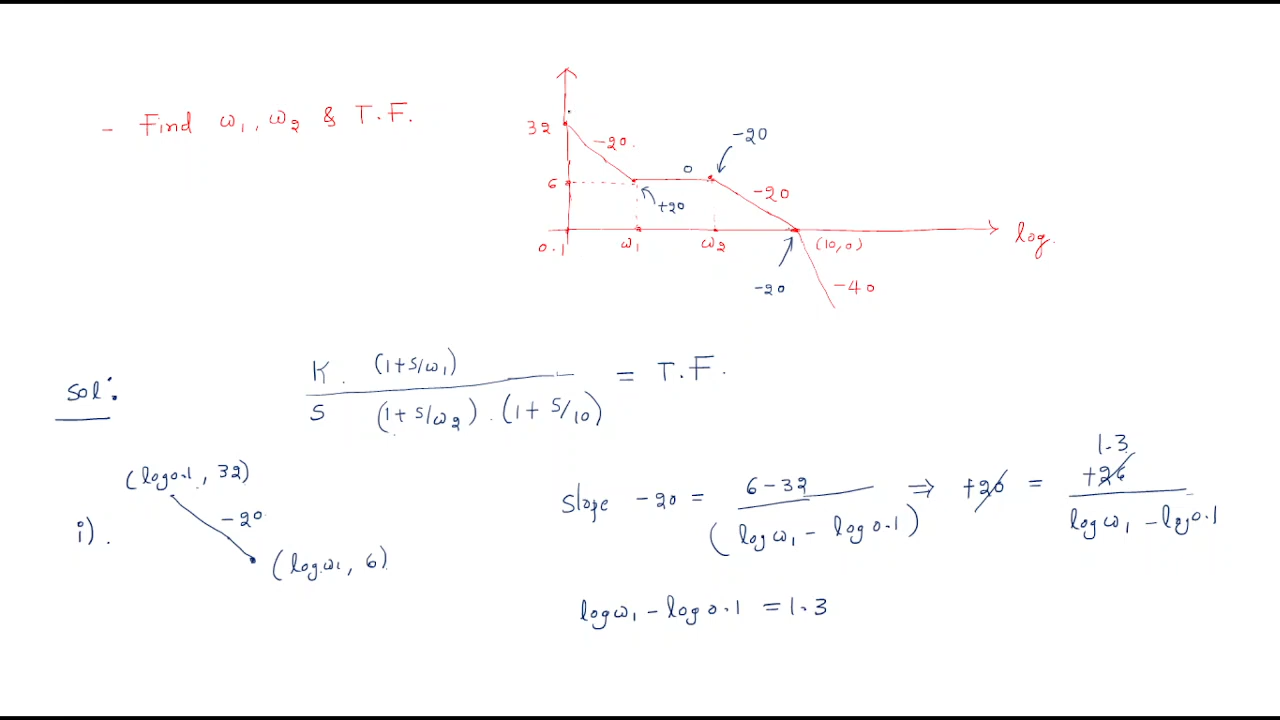 - Find ω₁, ω₂ & T.F.
32
-20
-20
0
6
+20
-20
0.1
ω₁
ω₂
(10,0)
log
-20
-40
Sol:
K . (1+S/ω₁) / S (1+S/ω₂) . (1+S/10) = T.F.
i).
(log0.1, 32)
-20
(logω₁, 6)
Slope -20 = 6-32 / (logω₁ - log0.1) ⇒ +20 = 1.3 +26 / logω₁ - log0.1
logω₁ - log0.1 = 1.3